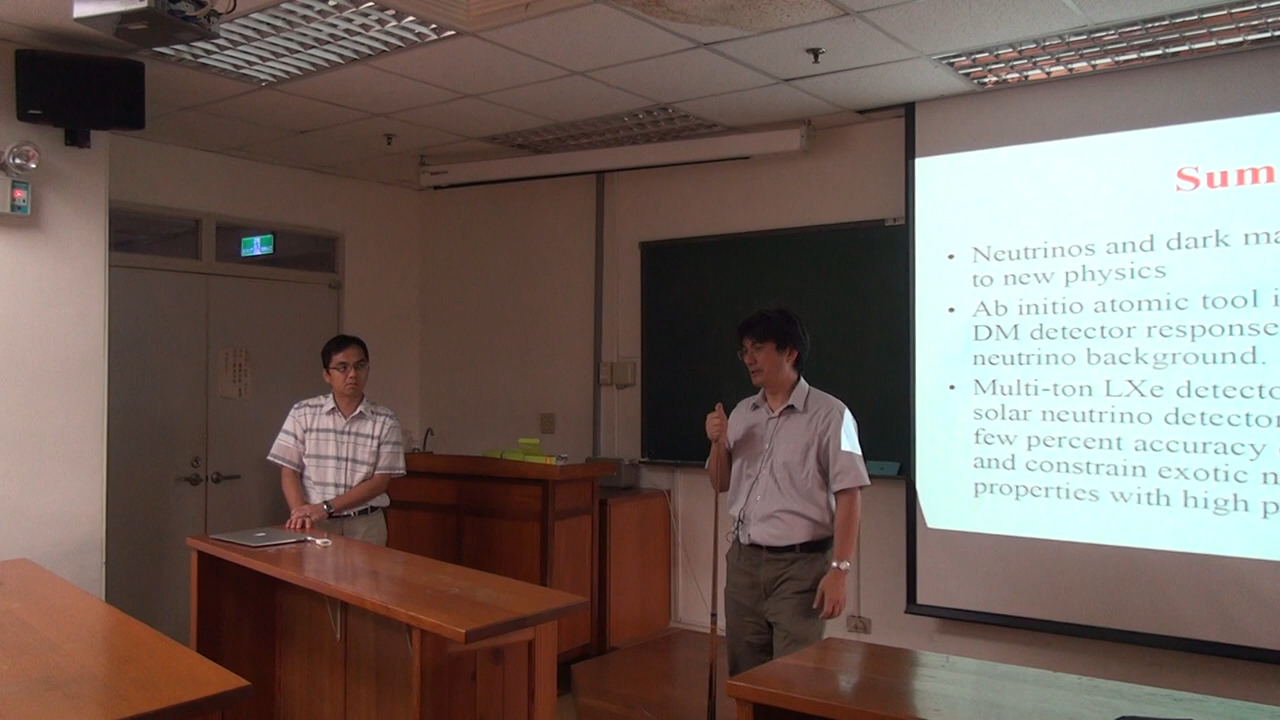 Sum
• Neutrinos and dark ma
to new physics
• Ab initio atomic tool i
DM detector response
neutrino background.
• Multi-ton LXe detecto
solar neutrino detector
few percent accuracy
and constrain exotic n
properties with high p